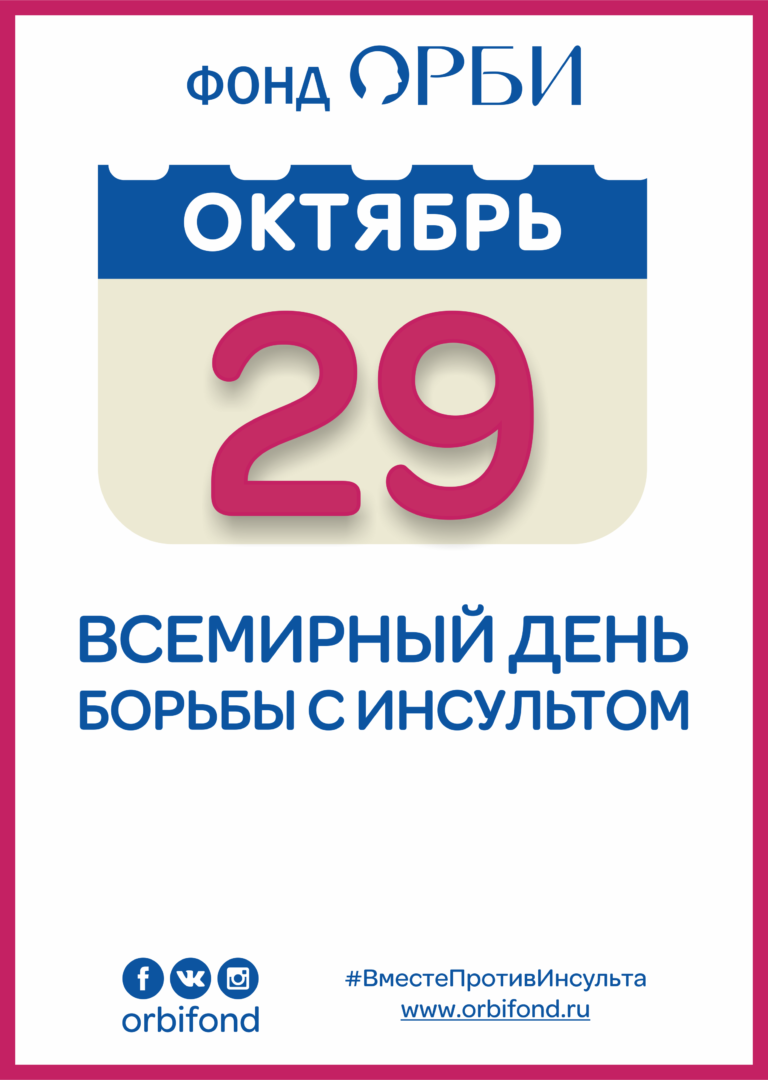 ФОНД ОРБИ
ОКТЯБРЬ
29
ВСЕМИРНЫЙ ДЕНЬ
БОРЬБЫ С ИНСУЛЬТОМ
orbifond
#ВместеПротивИнсульта
www.orbifond.ru